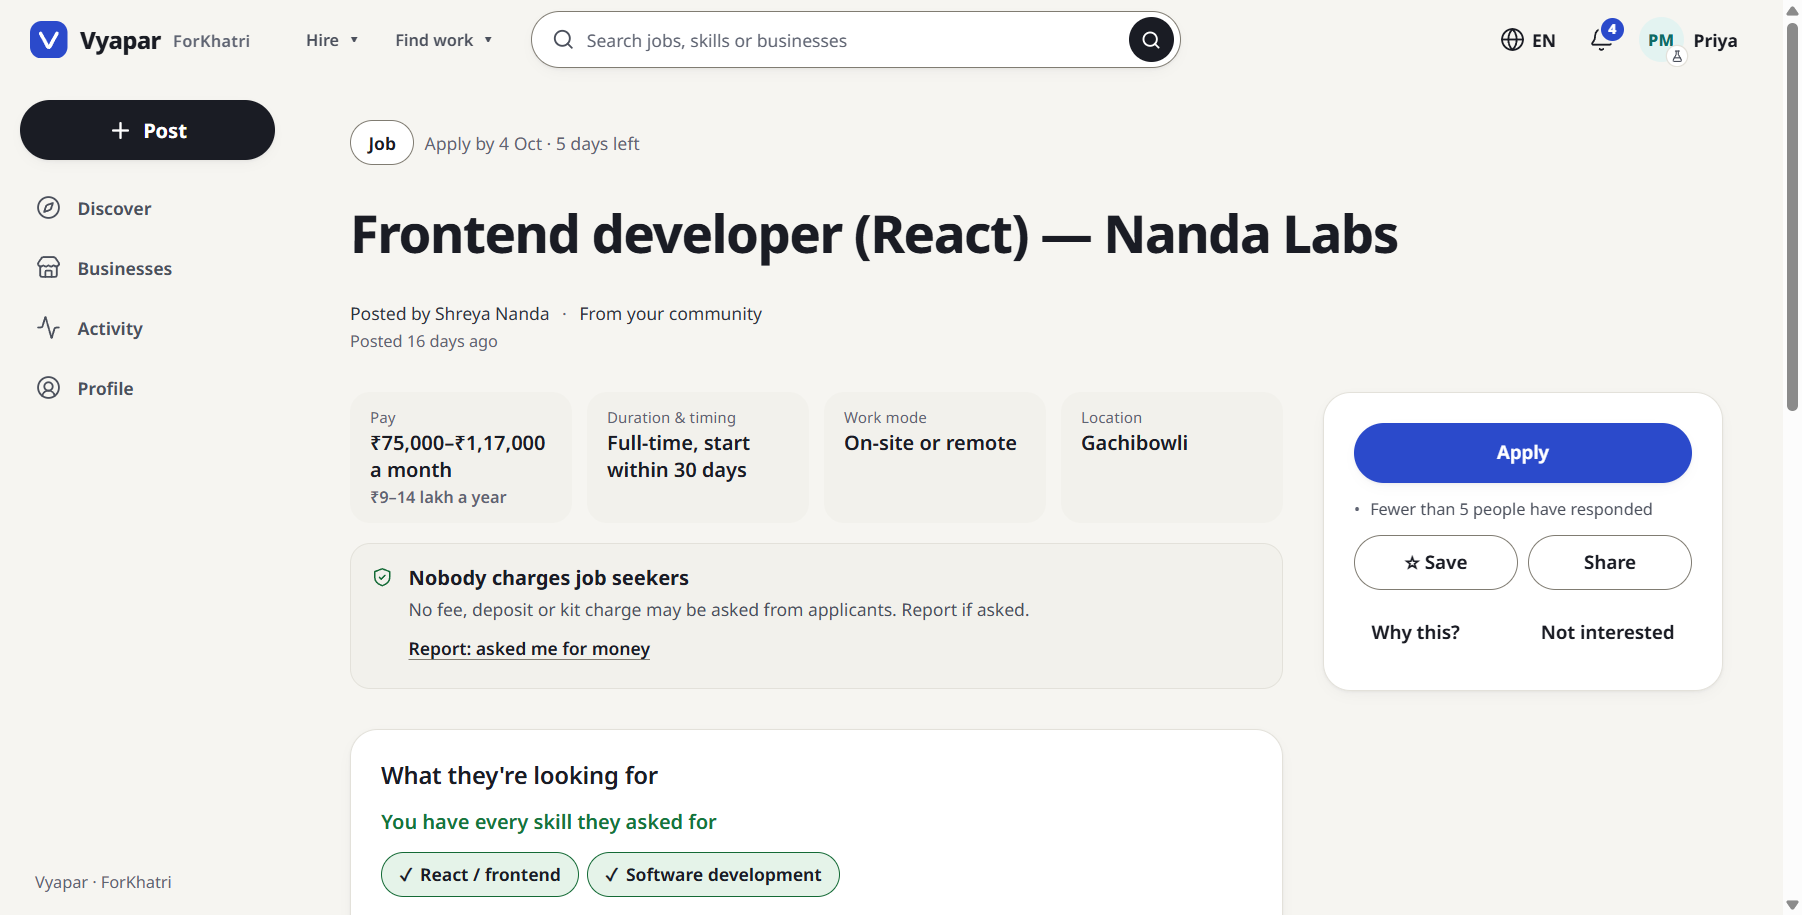 Vyapar ForKhatri
Hire ▼
Find work ▼
Search jobs, skills or businesses
EN
4
PM
Priya
+ Post
Discover
Businesses
Activity
Profile
Vyapar · ForKhatri
Job
Apply by 4 Oct · 5 days left
Frontend developer (React) — Nanda Labs
Posted by Shreya Nanda · From your community
Posted 16 days ago
Pay
₹75,000–₹1,17,000
a month
₹9–14 lakh a year
Duration & timing
Full-time, start
within 30 days
Work mode
On-site or remote
Location
Gachibowli
Nobody charges job seekers
No fee, deposit or kit charge may be asked from applicants. Report if asked.
Report: asked me for money
What they're looking for
You have every skill they asked for
✓ React / frontend
✓ Software development
Apply
• Fewer than 5 people have responded
☆ Save
Share
Why this?
Not interested